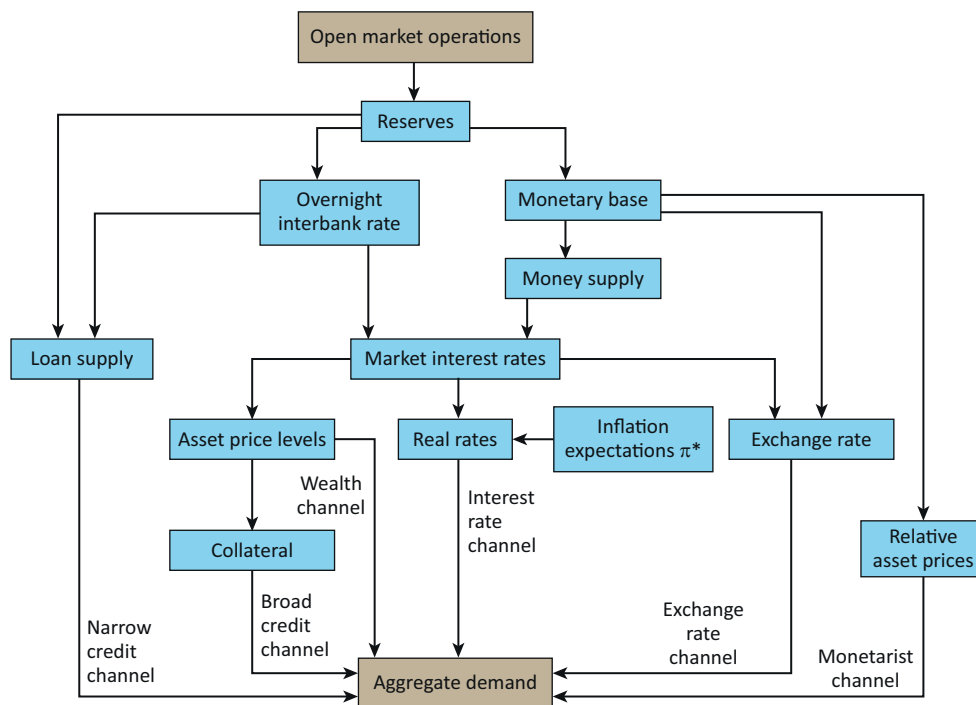 Open market operations
Reserves
Overnight
interbank rate
Monetary base
Money supply
Loan supply
Market interest rates
Asset price levels
Real rates
Inflation
expectations π*
Exchange rate
Wealth
channel
Interest
rate
channel
Collateral
Relative
asset prices
Narrow
credit
channel
Broad
credit
channel
Exchange
rate
channel
Monetarist
channel
Aggregate demand